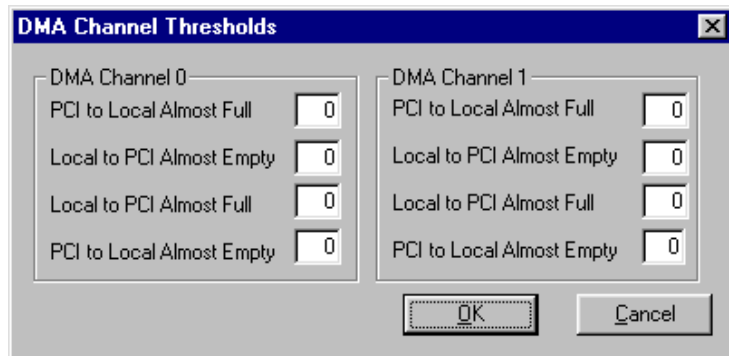 DMA Channel Thresholds
DMA Channel 0
PCI to Local Almost Full 0
Local to PCI Almost Empty 0
Local to PCI Almost Full 0
PCI to Local Almost Empty 0
DMA Channel 1
PCI to Local Almost Full 0
Local to PCI Almost Empty 0
Local to PCI Almost Full 0
PCI to Local Almost Empty 0
OK Cancel